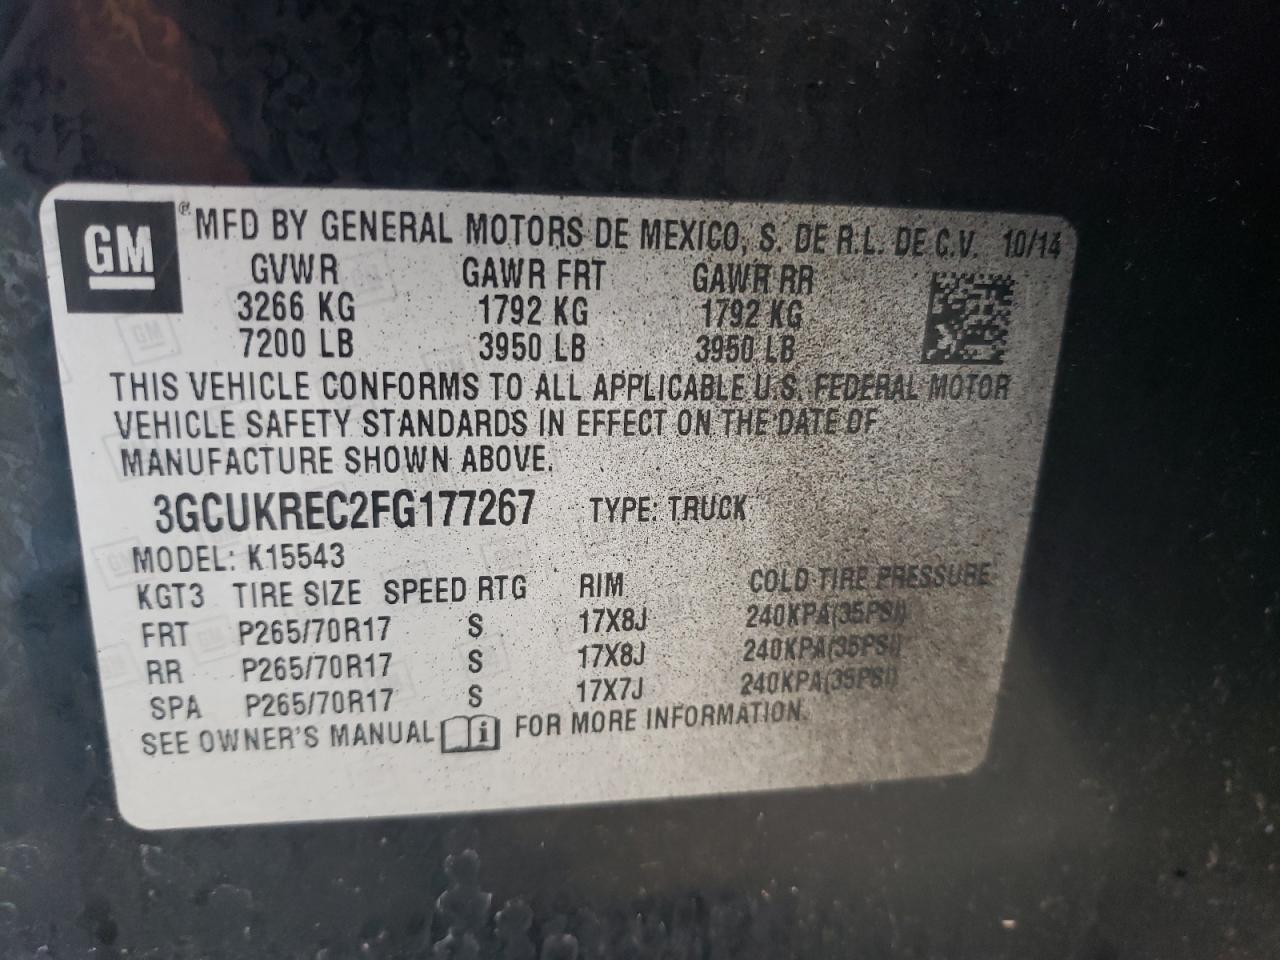 GM ® MFD BY GENERAL MOTORS DE MEXICO, S. DE R.L. DE C.V. 10/14
GVWR GAWR FRT GAWR RR
3266 KG 1792 KG 1792 KG
7200 LB 3950 LB 3950 LB
THIS VEHICLE CONFORMS TO ALL APPLICABLE U.S. FEDERAL MOTOR
VEHICLE SAFETY STANDARDS IN EFFECT ON THE DATE OF
MANUFACTURE SHOWN ABOVE.
3GCUKREC2FG177267 TYPE: TRUCK
MODEL: K15543
KGT3 TIRE SIZE SPEED RTG RIM COLD TIRE PRESSURE
FRT P265/70R17 S 17X8J 240KPA(35PSI)
RR P265/70R17 S 17X8J 240KPA(35PSI)
SPA P265/70R17 S 17X7J 240KPA(35PSI)
SEE OWNER'S MANUAL i FOR MORE INFORMATION.